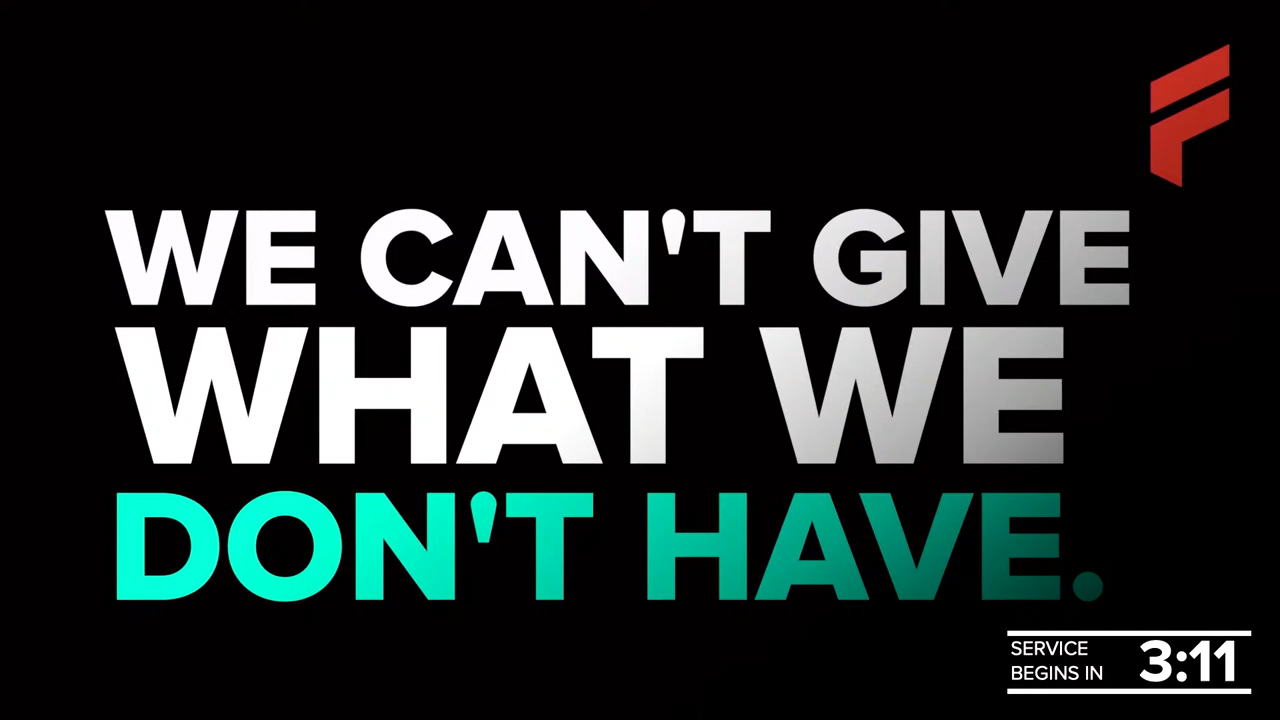 WE CAN'T GIVE
WHAT WE
DON'T HAVE.
SERVICE
BEGINS IN
3:11